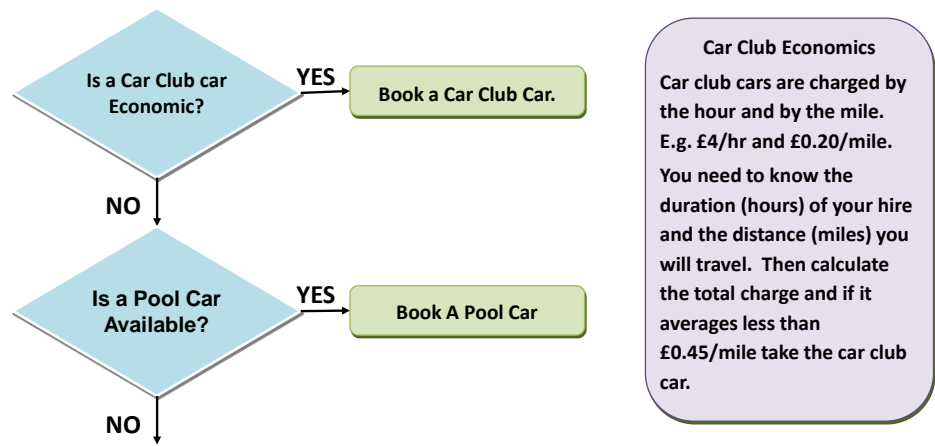 Is a Car Club car
Economic?
YES
Book a Car Club Car.
NO
Is a Pool Car
Available?
YES
Book A Pool Car
NO
Car Club Economics
Car club cars are charged by
the hour and by the mile.
E.g. £4/hr and £0.20/mile.
You need to know the
duration (hours) of your hire
and the distance (miles) you
will travel.  Then calculate
the total charge and if it
averages less than
£0.45/mile take the car club
car.